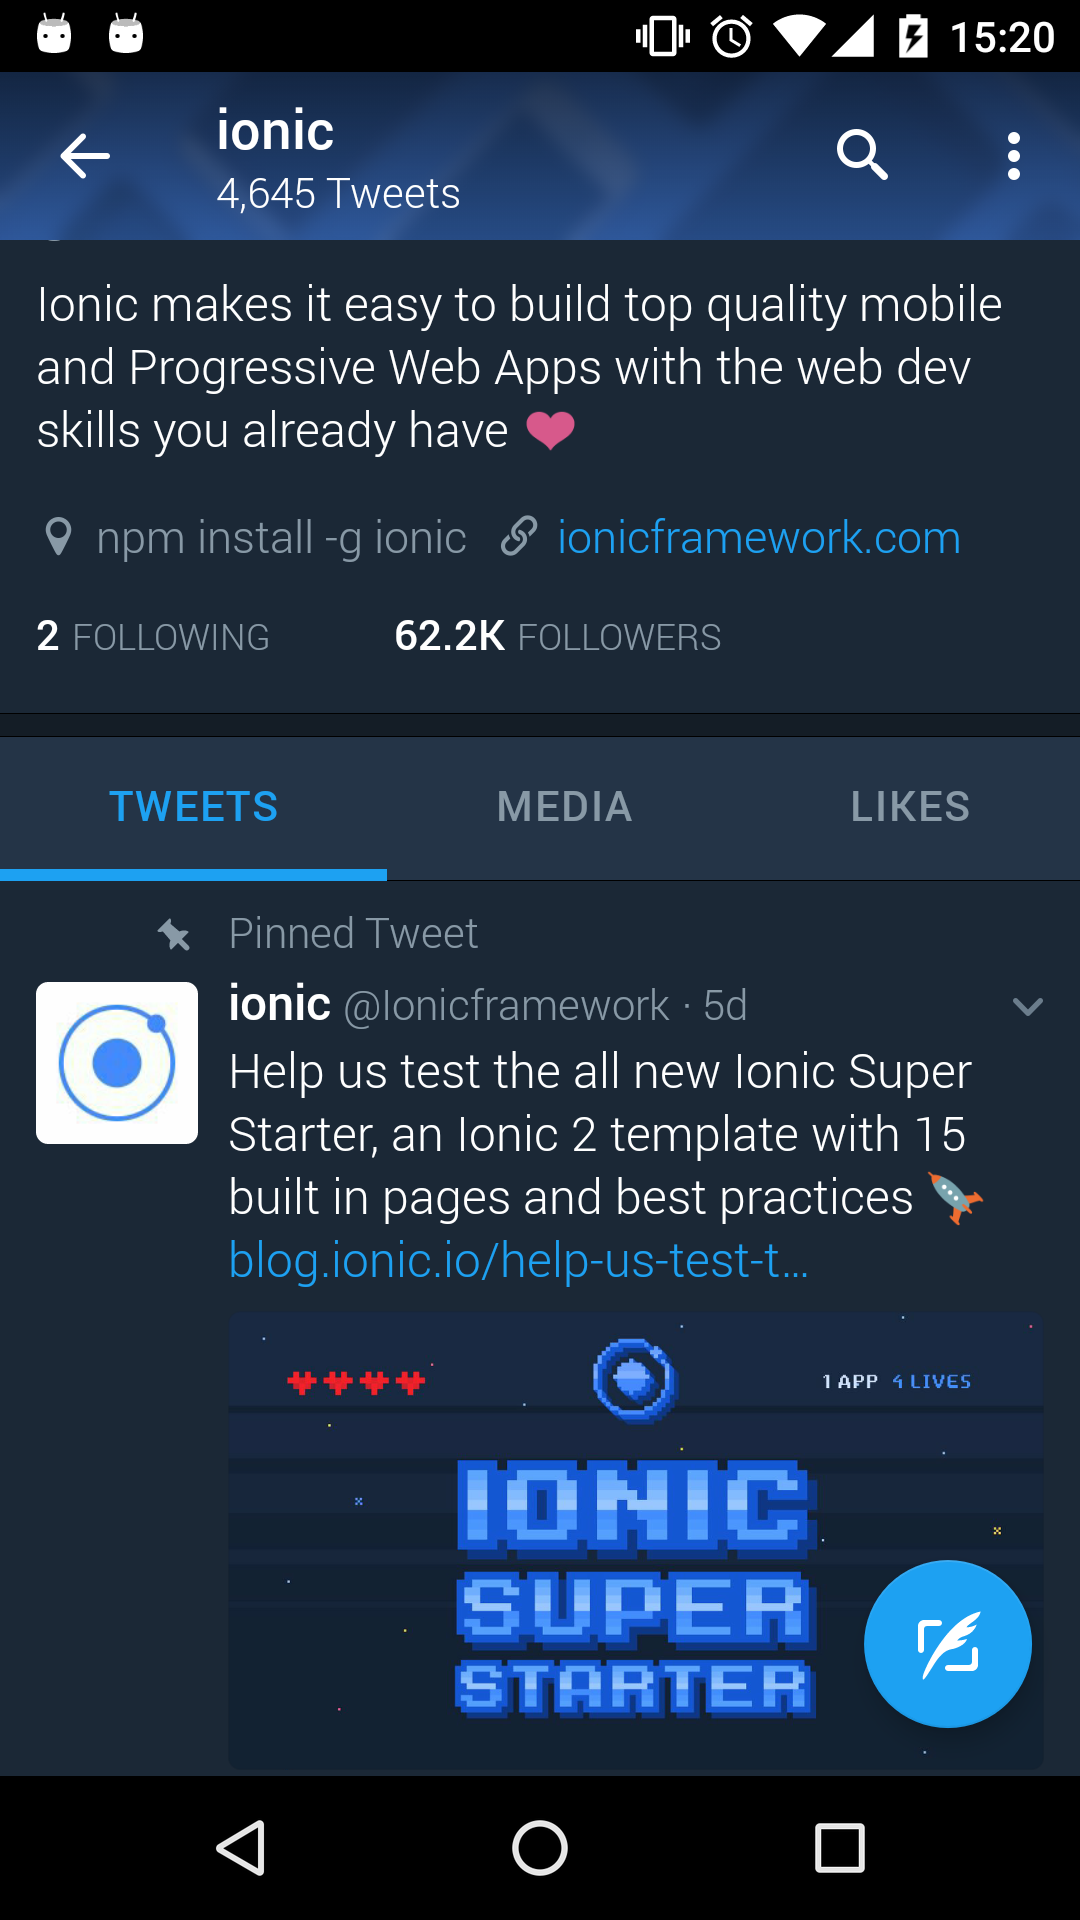 15:20
ionic
4,645 Tweets
Ionic makes it easy to build top quality mobile
and Progressive Web Apps with the web dev
skills you already have
npm install -g ionic ionicframework.com
2 FOLLOWING 62.2K FOLLOWERS
TWEETS MEDIA LIKES
Pinned Tweet
ionic @Ionicframework · 5d
Help us test the all new Ionic Super
Starter, an Ionic 2 template with 15
built in pages and best practices
blog.ionic.io/help-us-test-t…
1 APP 4 LIVES
IONIC
SUPER
STARTER